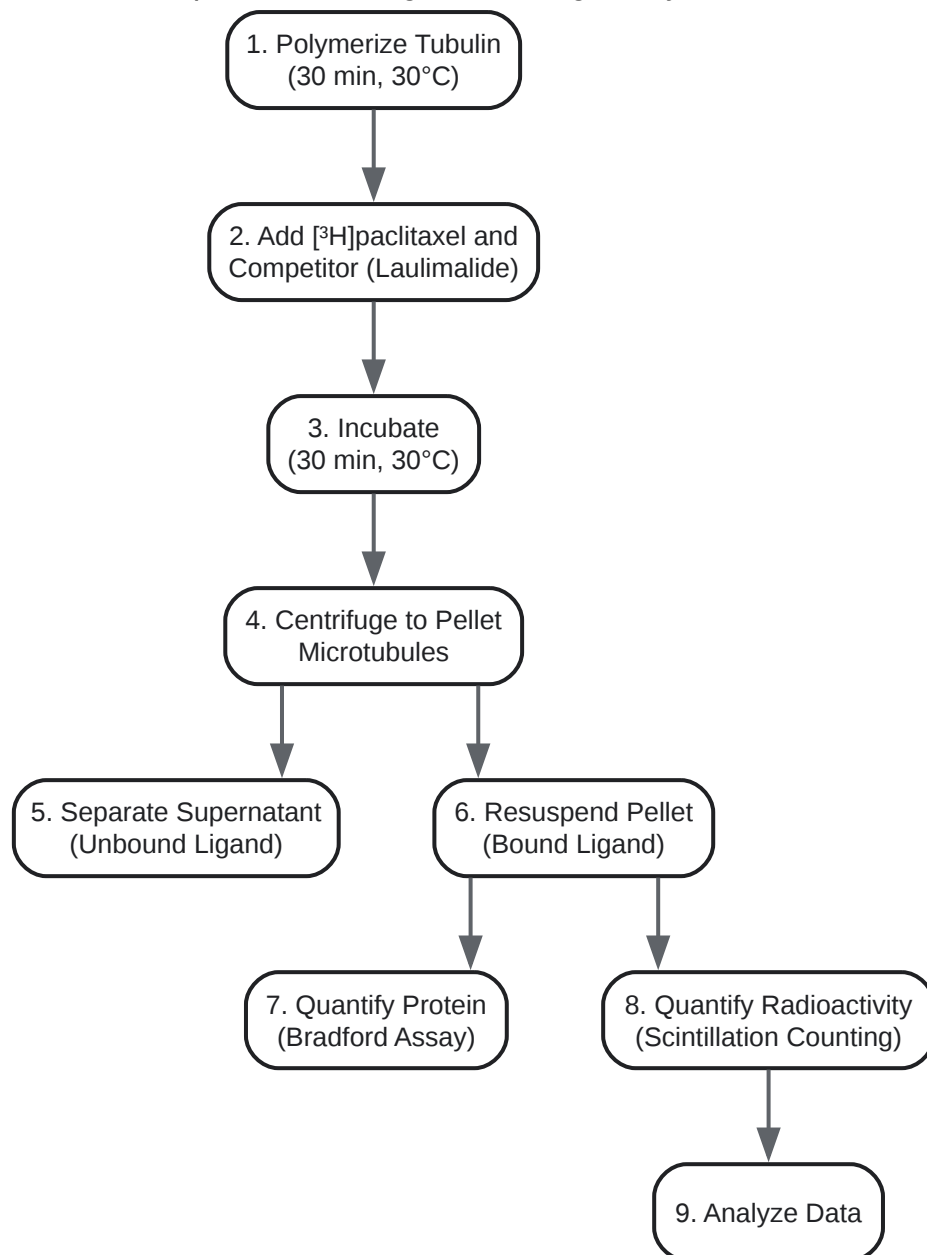 1. Polymerize Tubulin
(30 min, 30°C)
2. Add [³H]paclitaxel and
Competitor (Laulimalide)
3. Incubate
(30 min, 30°C)
4. Centrifuge to Pellet
Microtubules
5. Separate Supernatant
(Unbound Ligand)
6. Resuspend Pellet
(Bound Ligand)
7. Quantify Protein
(Bradford Assay)
8. Quantify Radioactivity
(Scintillation Counting)
9. Analyze Data